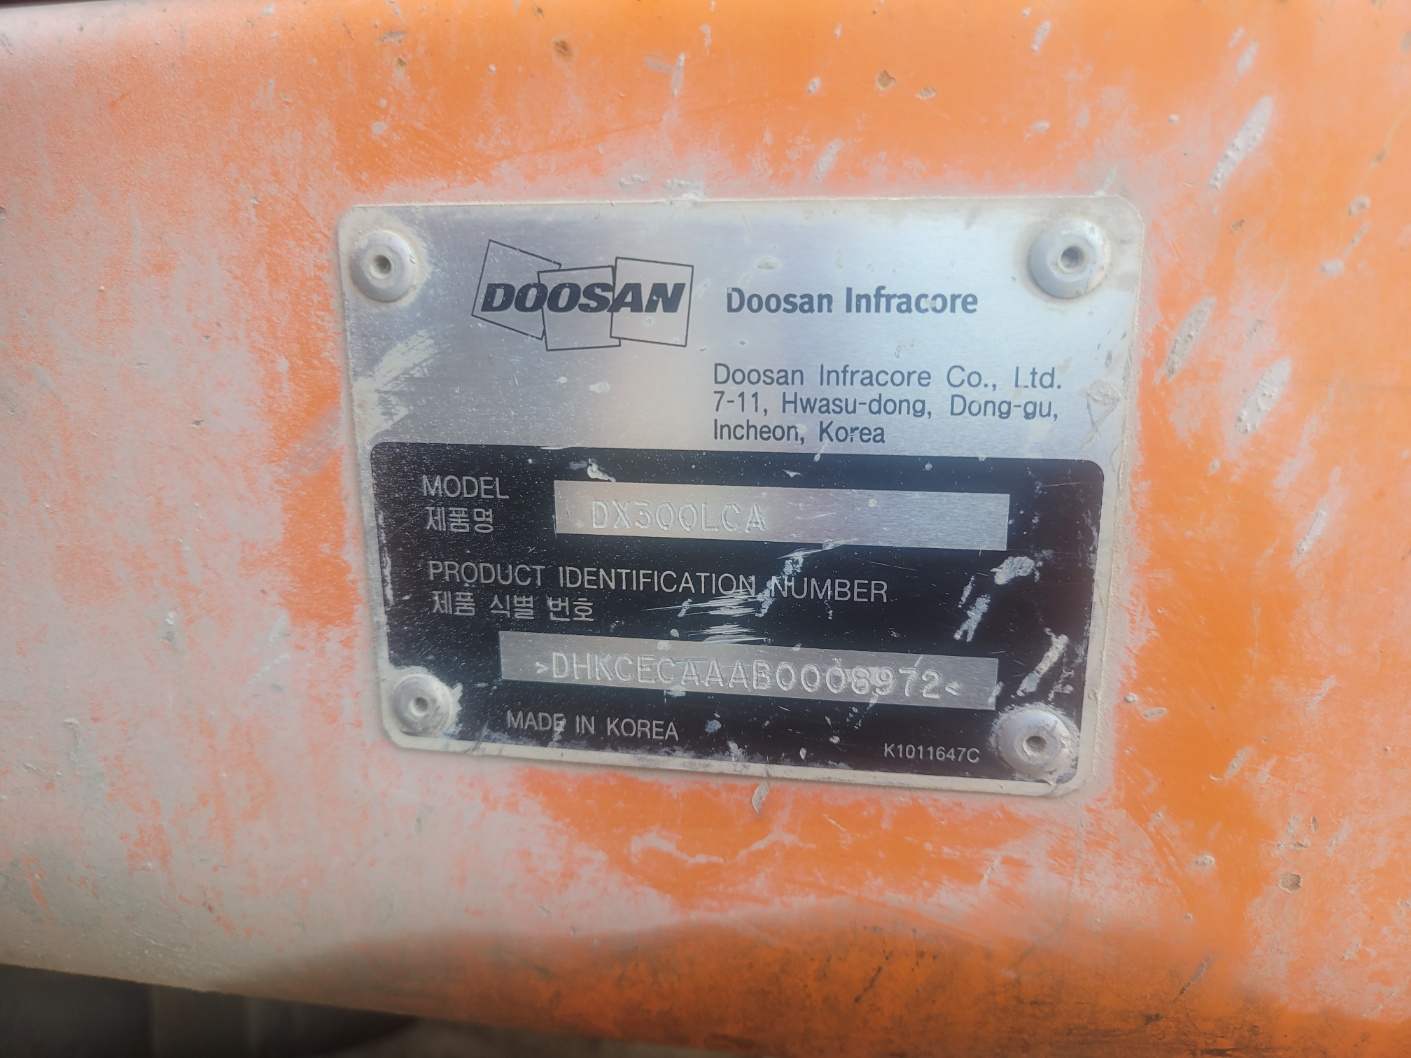 DOOSAN Doosan Infracore
Doosan Infracore Co., Ltd.
7-11, Hwasu-dong, Dong-gu,
Incheon, Korea
MODEL
제품명
DX300LCA
PRODUCT IDENTIFICATION NUMBER
제품 식별 번호
>DHKCECAAAB0008972<
MADE IN KOREA
K1011647C